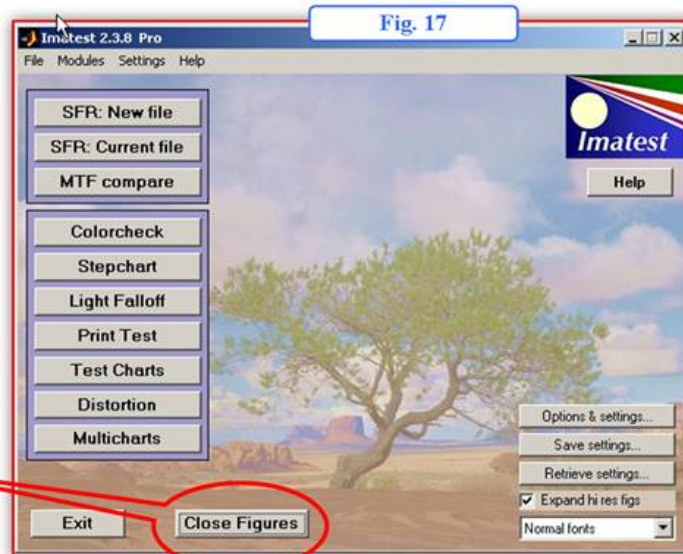 Fig. 17
Imatest 2.3.8 Pro
File Modules Settings Help
SFR: New file
SFR: Current file
MTF compare
Imatest
Help
Colorcheck
Stepchart
Light Falloff
Print Test
Test Charts
Distortion
Multicharts
Options & settings...
Save settings...
Retrieve settings...
Expand hi res figs
Normal fonts
Exit
Close Figures